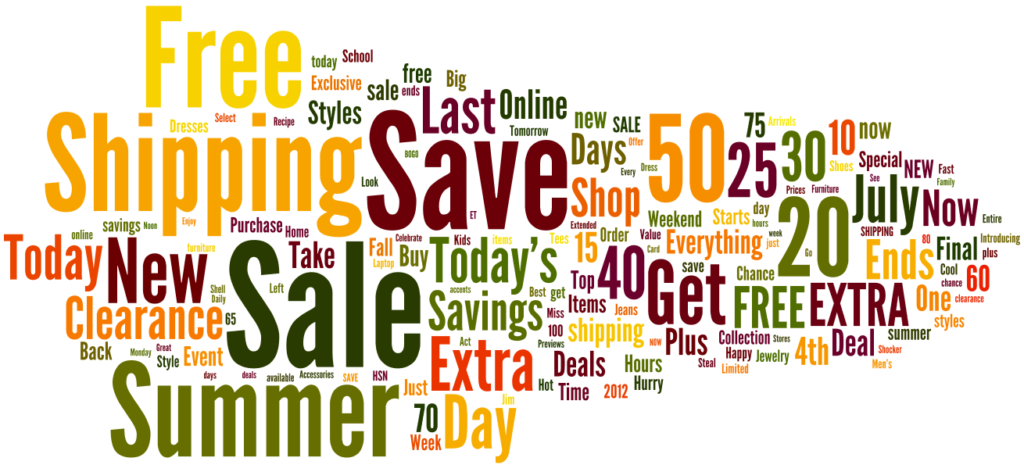 Free
today
School
Exclusive
sale
free
ends
Big
Styles
Last
Online
Dresses
Select
Recipe
Tomorrow
new
SALE
Offer
75
Arrivals
10
now
Shipping
Save
BOGO
Days
Every
Dress
50
25
30
Shoes
Special
NEW
Fast
See
Family
Look
ET
Shop
Prices
Furniture
20
July
Now
Entire
savings
Noon
Enjoy
Purchase
Home
Extended
Weekend
Starts
day
hours
SHIPPING
Today
online
New
furniture
Take
Fall
Celebrate
Laptop
Buy
Kids
items
Tees
15
Order
Value
Card
Everything
week
just
Go
Ends
80
Final
Introducing
plus
Today's
Sale
Left
Shell
Daily
accents
Best
get
Top
40
save
Get
Chance
Cool
chance
60
Clearance
65
Savings
Miss
Items
Jeans
FREE
EXTRA
One
clearance
styles
Back
Monday
Great
Style
Event
Act
100
Previews
shipping
NOW
Plus
Collection
Stores
4th
Deal
summer
Shocker
Men's
days
deals
available
Accessories
SAVE
HSN
Extra
Deals
Hours
Steal
Happy
Limited
Jewelry
Summer
Just
Hot
Time
2012
Hurry
70
Week
Day
Jim